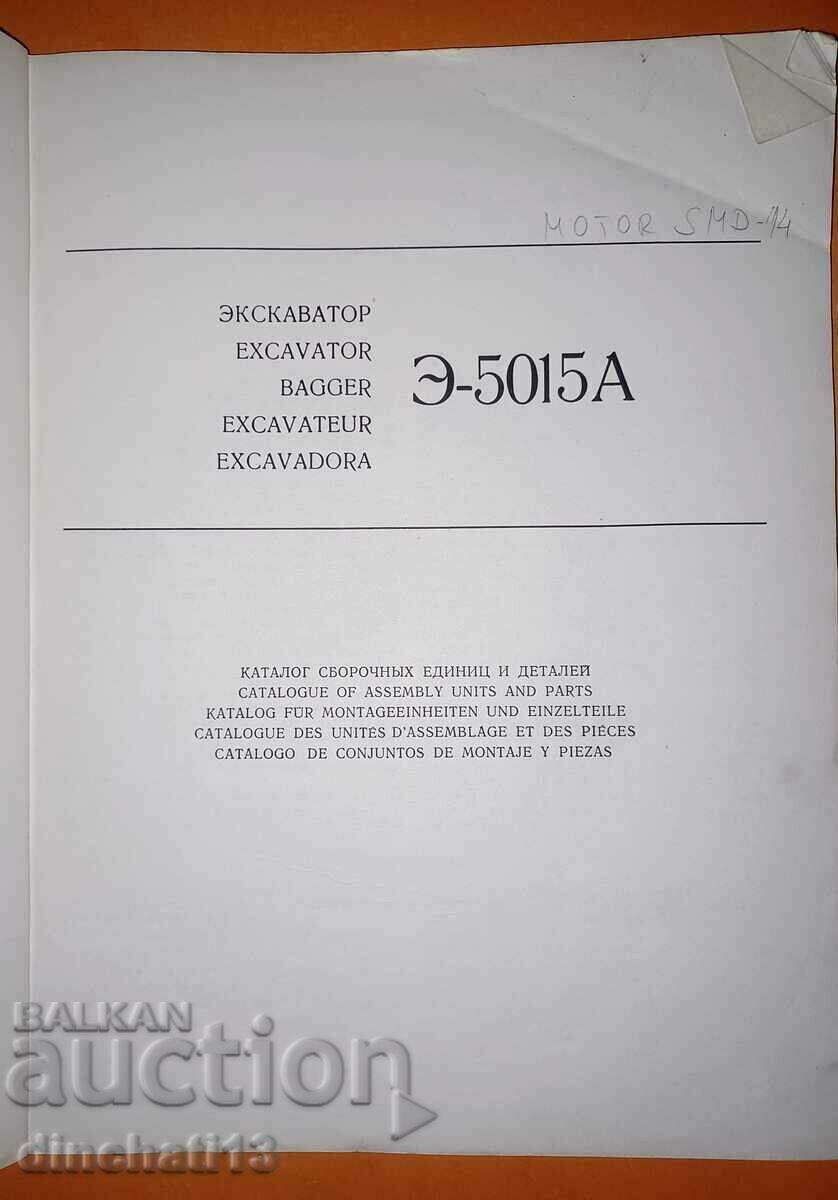 MOTOR SMD-14
ЭКСКАВАТОР
EXCAVATOR
BAGGER
EXCAVATEUR
EXCAVADORA
Э-5015А
КАТАЛОГ СБОРОЧНЫХ ЕДИНИЦ И ДЕТАЛЕЙ
CATALOGUE OF ASSEMBLY UNITS AND PARTS
KATALOG FÜR MONTAGEEINHEITEN UND EINZELTEILE
CATALOGUE DES UNITÉS D'ASSEMBLAGE ET DES PIÉCES
CATALOGO DE CONJUNTOS DE MONTAJE Y PIEZAS
BALKAN
auction
dinchati13